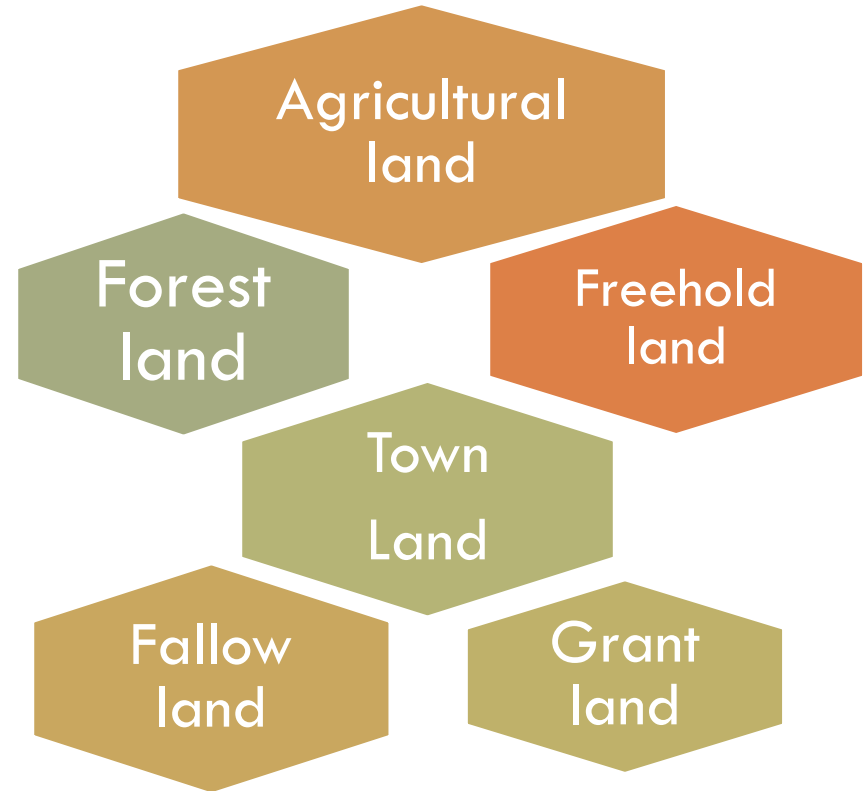 Agricultural
land
Forest
land
Freehold
land
Town
Land
Fallow
land
Grant
land